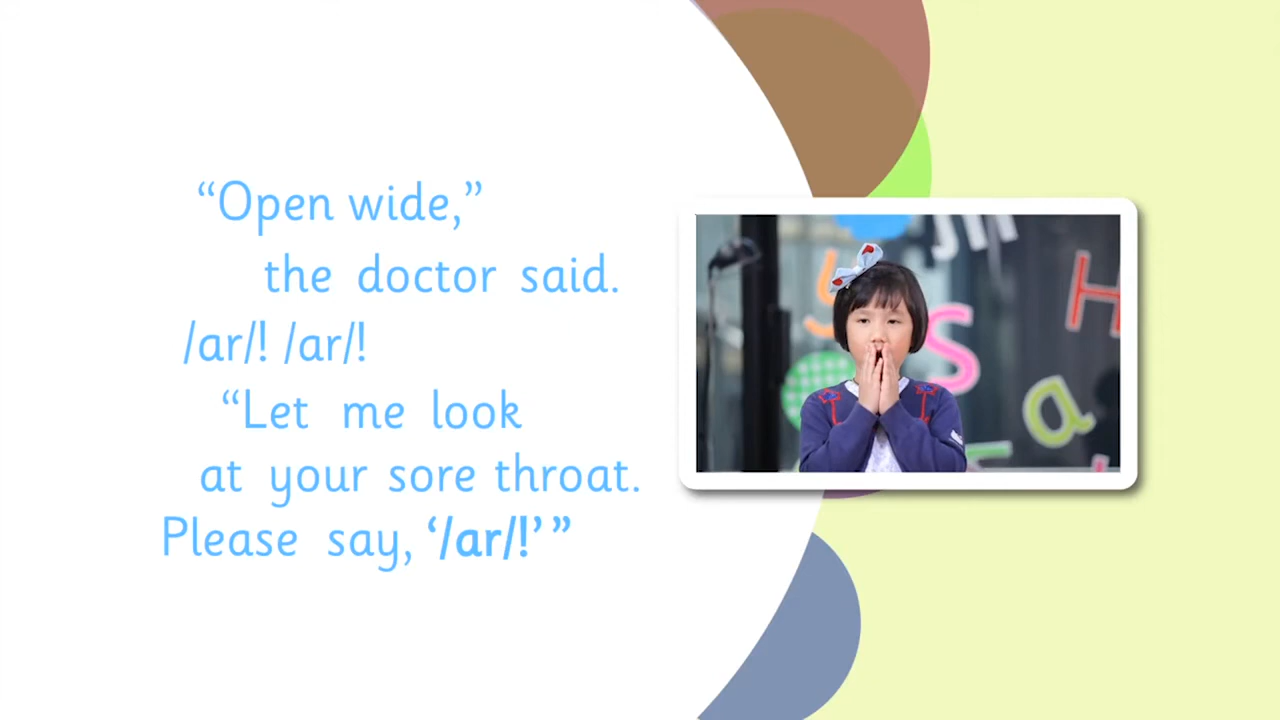 “Open wide,”
the doctor said.
/ar/! /ar/!
“Let me look
at your sore throat.
Please say, ‘/ar/!’ ”
y
s
H
a